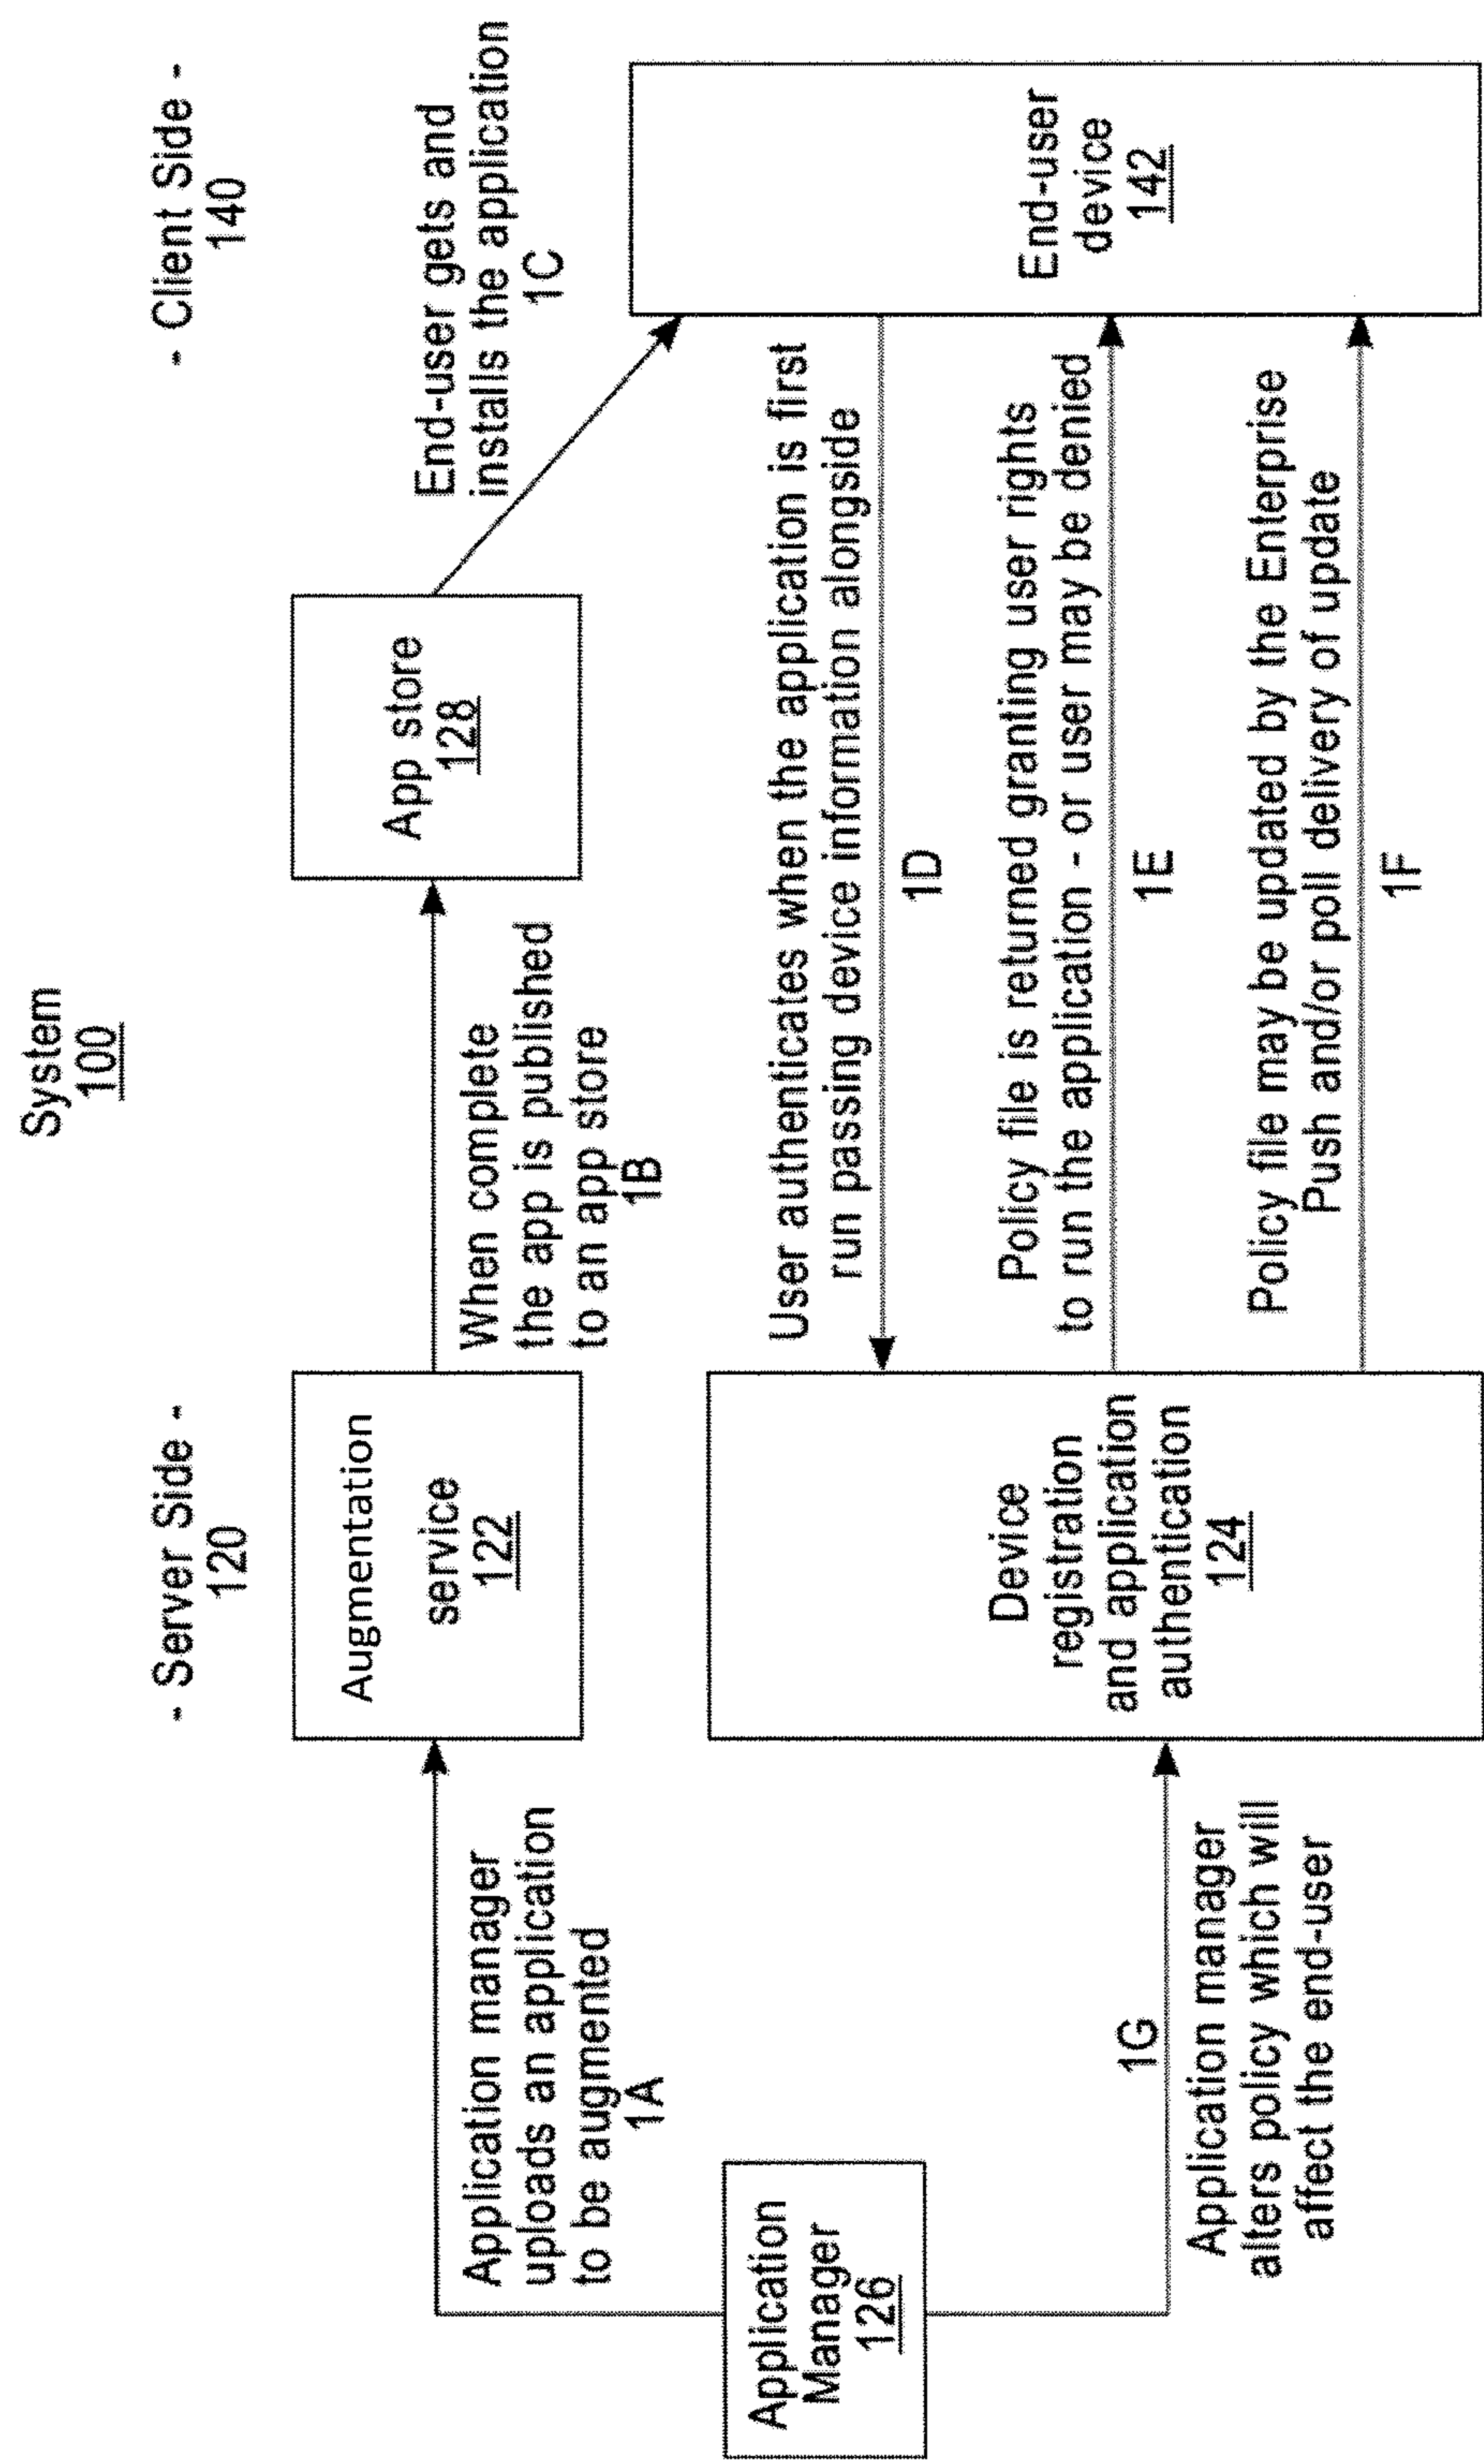 System
100
- Server Side -
120
- Client Side -
140
Application manager
uploads an application
to be augmented
1A
Augmentation
service
122
When complete
the app is published
to an app store
1B
App store
128
End-user gets and
installs the application
1C
Application
Manager
126
1G
Application manager
alters policy which will
affect the end-user
Device
registration
and application
authentication
124
User authenticates when the application is first
run passing device information alongside
1D
Policy file is returned granting user rights
to run the application - or user may be denied
1E
Policy file may be updated by the Enterprise
Push and/or poll delivery of update
1F
End-user
device
142